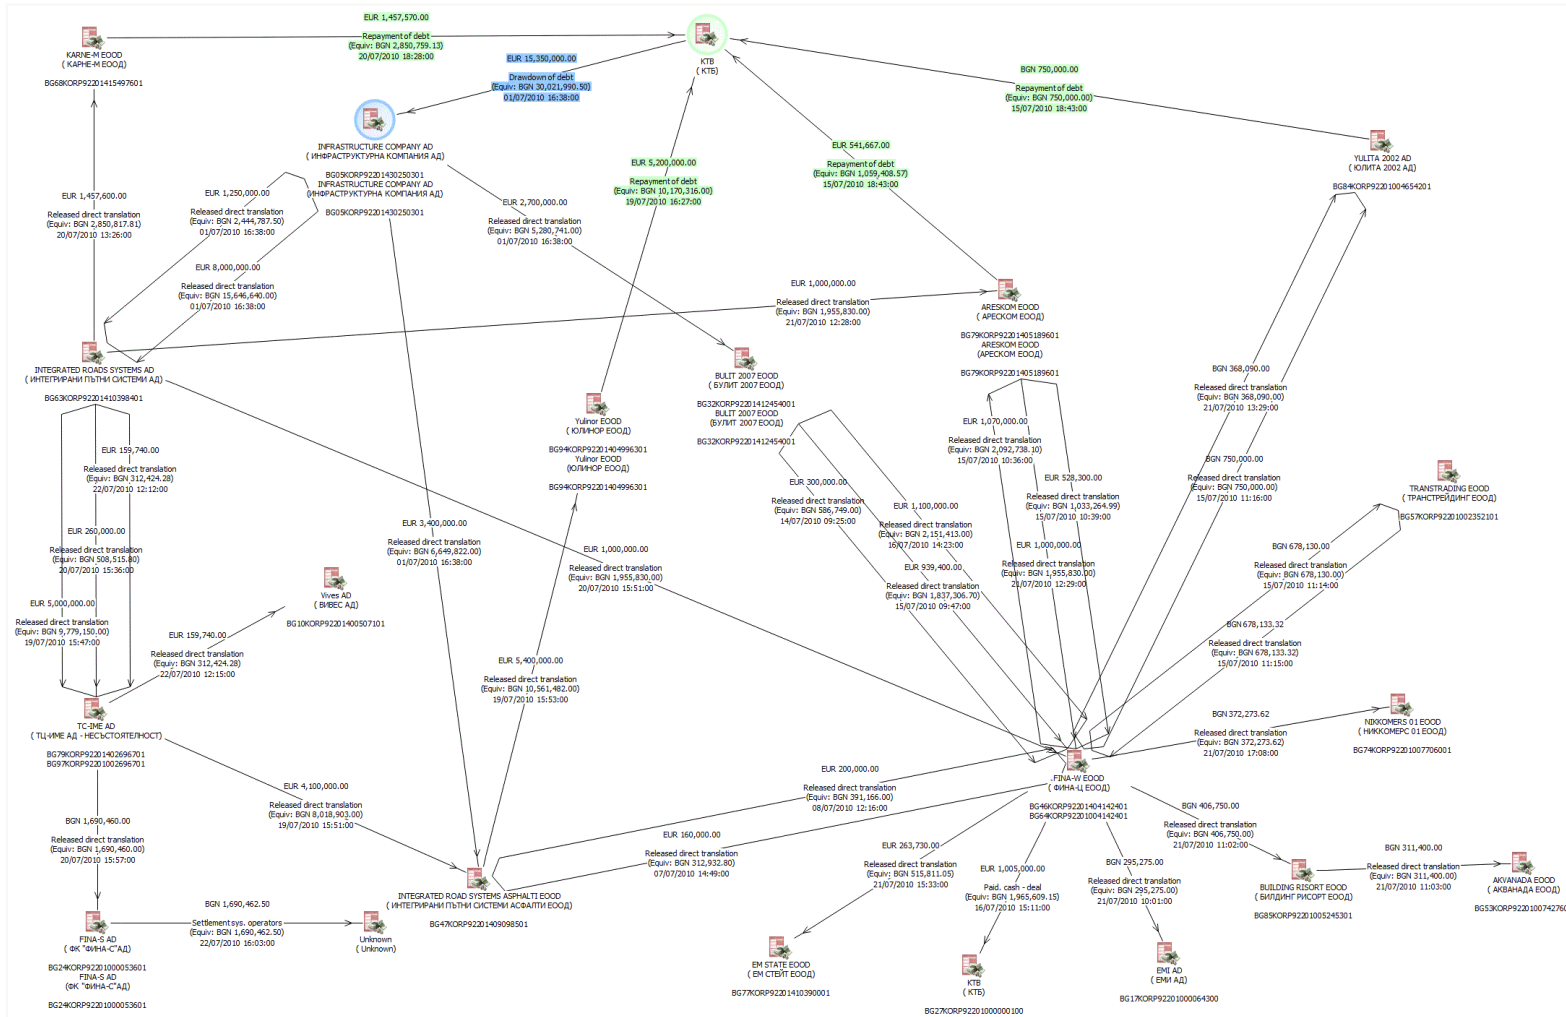 EUR 1,457,570.00
Repayment of debt
(Equiv: BGN 2,850,759.13)
20/07/2010 18:28:00
KARNE-M EOOD
( КАРНЕ-М ЕООД)
BG68KORP92201415497601
KTB
( КТБ)
EUR 15,350,000.00
Drawdown of debt
(Equiv: BGN 30,021,990.50)
01/07/2010 16:38:00
BGN 750,000.00
Repayment of debt
(Equiv: BGN 750,000.00)
15/07/2010 18:43:00
INFRASTRUCTURE COMPANY AD
( ИНФРАСТРУКТУРНА КОМПАНИЯ АД)
BG05KORP92201430250301
INFRASTRUCTURE COMPANY AD
(ИНФРАСТРУКТУРНА КОМПАНИЯ АД)
BG05KORP92201430250301
EUR 541,667.00
Repayment of debt
(Equiv: BGN 1,059,408.57)
15/07/2010 18:43:00
YULITA 2002 AD
( ЮЛИТА 2002 АД)
BG84KORP92201004654201
EUR 5,200,000.00
Repayment of debt
(Equiv: BGN 10,170,316.00)
19/07/2010 16:27:00
EUR 1,457,600.00
Released direct translation
(Equiv: BGN 2,850,817.81)
20/07/2010 13:26:00
EUR 1,250,000.00
Released direct translation
(Equiv: BGN 2,444,787.50)
01/07/2010 16:38:00
EUR 2,700,000.00
Released direct translation
(Equiv: BGN 5,280,741.00)
01/07/2010 16:38:00
EUR 8,000,000.00
Released direct translation
(Equiv: BGN 15,646,640.00)
01/07/2010 16:38:00
EUR 1,000,000.00
Released direct translation
(Equiv: BGN 1,955,830.00)
21/07/2010 12:28:00
ARESKOM EOOD
( АРЕСКОМ ЕООД)
BG79KORP92201405189601
ARESKOM EOOD
(АРЕСКОМ ЕООД)
BG79KORP92201405189601
INTEGRATED ROADS SYSTEMS AD
( ИНТЕГРИРАНИ ПЪТНИ СИСТЕМИ АД)
BG63KORP92201410398401
BULIT 2007 EOOD
( БУЛИТ 2007 ЕООД)
BG32KORP92201412454001
BULIT 2007 EOOD
(БУЛИТ 2007 ЕООД)
BG32KORP92201412454001
BGN 368,090.00
Released direct translation
(Equiv: BGN 368,090.00)
21/07/2010 13:29:00
Yulinor EOOD
( ЮЛИНОР ЕООД)
BG94KORP92201404996301
Yulinor EOOD
(ЮЛИНОР ЕООД)
BG94KORP92201404996301
EUR 1,070,000.00
Released direct translation
(Equiv: BGN 2,092,738.10)
15/07/2010 10:36:00
EUR 159,740.00
Released direct translation
(Equiv: BGN 312,424.28)
22/07/2010 12:12:00
BGN 750,000.00
Released direct translation
(Equiv: BGN 750,000.00)
15/07/2010 11:16:00
EUR 300,000.00
Released direct translation
(Equiv: BGN 586,749.00)
14/07/2010 09:25:00
EUR 528,300.00
Released direct translation
(Equiv: BGN 1,033,264.99)
15/07/2010 10:39:00
TRANSTRADING EOOD
( ТРАНСТРЕЙДИНГ ЕООД)
BG57KORP92201002352101
EUR 1,100,000.00
Released direct translation
(Equiv: BGN 2,151,413.00)
16/07/2010 14:23:00
EUR 260,000.00
Released direct translation
(Equiv: BGN 508,515.80)
20/07/2010 15:36:00
EUR 3,400,000.00
Released direct translation
(Equiv: BGN 6,649,822.00)
01/07/2010 16:38:00
EUR 1,000,000.00
Released direct translation
(Equiv: BGN 1,955,830.00)
20/07/2010 15:51:00
EUR 1,000,000.00
Released direct translation
(Equiv: BGN 1,955,830.00)
21/07/2010 12:29:00
BGN 678,130.00
Released direct translation
(Equiv: BGN 678,130.00)
15/07/2010 11:14:00
EUR 939,400.00
Released direct translation
(Equiv: BGN 1,837,306.70)
15/07/2010 09:47:00
Vives AD
( ВИВЕС АД)
BG10KORP92201400507101
EUR 5,000,000.00
Released direct translation
(Equiv: BGN 9,779,150.00)
19/07/2010 15:47:00
EUR 159,740.00
Released direct translation
(Equiv: BGN 312,424.28)
22/07/2010 12:15:00
BGN 678,133.32
Released direct translation
(Equiv: BGN 678,133.32)
15/07/2010 11:15:00
EUR 5,400,000.00
Released direct translation
(Equiv: BGN 10,561,482.00)
19/07/2010 15:53:00
TC-IME AD
( ТЦ-ИМЕ АД - НЕСЪСТОЯТЕЛНОСТ)
BG79KORP92201402696701
BG97KORP92201002696701
BGN 372,273.62
Released direct translation
(Equiv: BGN 372,273.62)
21/07/2010 17:08:00
NIKKOMERS 01 EOOD
( НИККОМЕРС 01 ЕООД)
BG74KORP92201007706001
EUR 200,000.00
Released direct translation
(Equiv: BGN 391,166.00)
08/07/2010 12:16:00
FINA-W EOOD
( ФИНА-Ц ЕООД)
BG46KORP92201404142401
BG64KORP92201004142401
EUR 4,100,000.00
Released direct translation
(Equiv: BGN 8,018,903.00)
19/07/2010 15:51:00
BGN 406,750.00
Released direct translation
(Equiv: BGN 406,750.00)
21/07/2010 11:02:00
BGN 1,690,460.00
Released direct translation
(Equiv: BGN 1,690,460.00)
20/07/2010 15:57:00
EUR 160,000.00
Released direct translation
(Equiv: BGN 312,932.80)
07/07/2010 14:49:00
EUR 263,730.00
Released direct translation
(Equiv: BGN 515,811.05)
21/07/2010 15:33:00
EUR 1,005,000.00
Paid. cash - deal
(Equiv: BGN 1,965,609.15)
16/07/2010 15:11:00
BGN 295,275.00
Released direct translation
(Equiv: BGN 295,275.00)
21/07/2010 10:01:00
BGN 311,400.00
Released direct translation
(Equiv: BGN 311,400.00)
21/07/2010 11:03:00
INTEGRATED ROAD SYSTEMS ASPHALTI EOOD
( ИНТЕГРИРАНИ ПЪТНИ СИСТЕМИ АСФАЛТИ ЕООД)
BG47KORP92201409098501
BUILDING RISORT EOOD
( БИЛДИНГ РИСОРТ ЕООД)
BG85KORP92201005245301
AKVANADA EOOD
( АКВАНАДА ЕООД)
BG53KORP9220100742760
BGN 1,690,462.50
Settlement sys. operators
(Equiv: BGN 1,690,462.50)
22/07/2010 16:03:00
FINA-S AD
( ФК "ФИНА-С"АД)
BG24KORP92201000053601
FINA-S AD
(ФК "ФИНА-С"АД)
BG24KORP92201000053601
Unknown
( Unknown)
EM STATE EOOD
( ЕМ СТЕЙТ ЕООД)
BG77KORP92201410390001
KTB
( КТБ)
BG27KORP92201000000100
EMI AD
( ЕМИ АД)
BG17KORP92201000064300